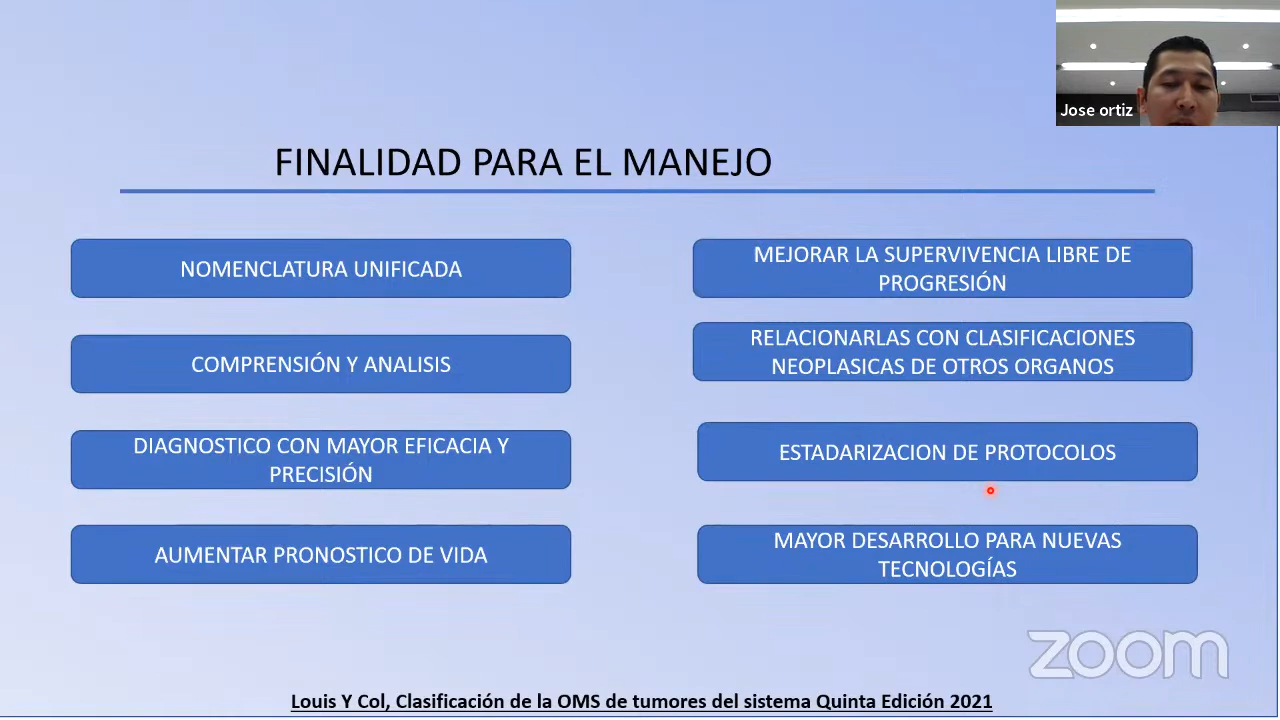 Jose ortiz
FINALIDAD PARA EL MANEJO
NOMENCLATURA UNIFICADA
COMPRENSIÓN Y ANALISIS
DIAGNOSTICO CON MAYOR EFICACIA Y
PRECISIÓN
AUMENTAR PRONOSTICO DE VIDA
MEJORAR LA SUPERVIVENCIA LIBRE DE
PROGRESIÓN
RELACIONARLAS CON CLASIFICACIONES
NEOPLASICAS DE OTROS ORGANOS
ESTADARIZACION DE PROTOCOLOS
MAYOR DESARROLLO PARA NUEVAS
TECNOLOGÍAS
zoom
Louis Y Col, Clasificación de la OMS de tumores del sistema Quinta Edición 2021